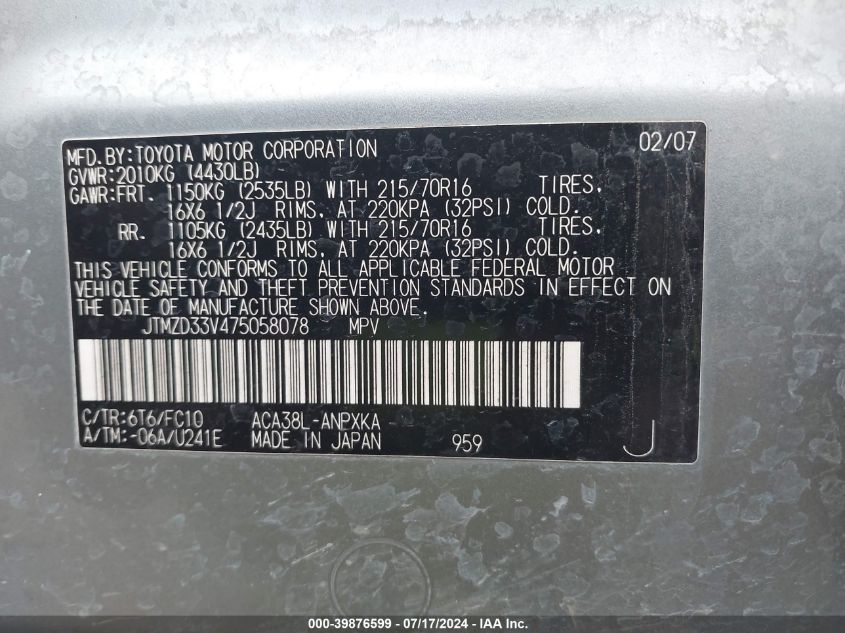 02/07
MFD.BY:TOYOTA MOTOR CORPORATION
GVWR:2010KG (4430LB)
GAWR:FRT. 1150KG (2535LB) WITH 215/70R16 TIRES,
16X6 1/2J RIMS, AT 220KPA (32PSI) COLD.
RR. 1105KG (2435LB) WITH 215/70R16 TIRES,
16X6 1/2J RIMS, AT 220KPA (32PSI) COLD.
THIS VEHICLE CONFORMS TO ALL APPLICABLE FEDERAL MOTOR
VEHICLE SAFETY AND THEFT PREVENTION STANDARDS IN EFFECT ON
THE DATE OF MANUFACTURE SHOWN ABOVE.
JTMZD33V475058078 MPV
C/TR:6T6/FC10 ACA38L-ANPXKA
A/TM:-06A/U241E MADE IN JAPAN 959 J
000-39876599 - 07/17/2024 - IAA Inc.